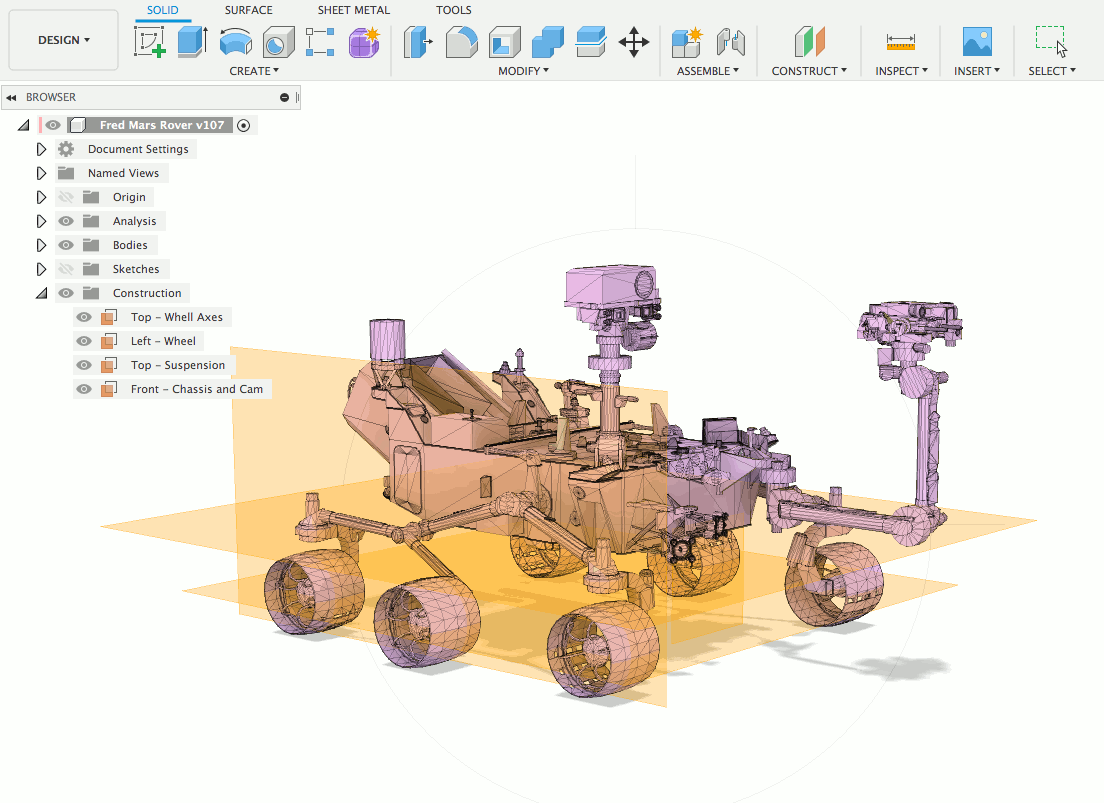 SOLID SURFACE SHEET METAL TOOLS
DESIGN
CREATE MODIFY ASSEMBLE CONSTRUCT INSPECT INSERT SELECT
BROWSER
Fred Mars Rover v107
Document Settings
Named Views
Origin
Analysis
Bodies
Sketches
Construction
Top - Whell Axes
Left - Wheel
Top - Suspension
Front - Chassis and Cam